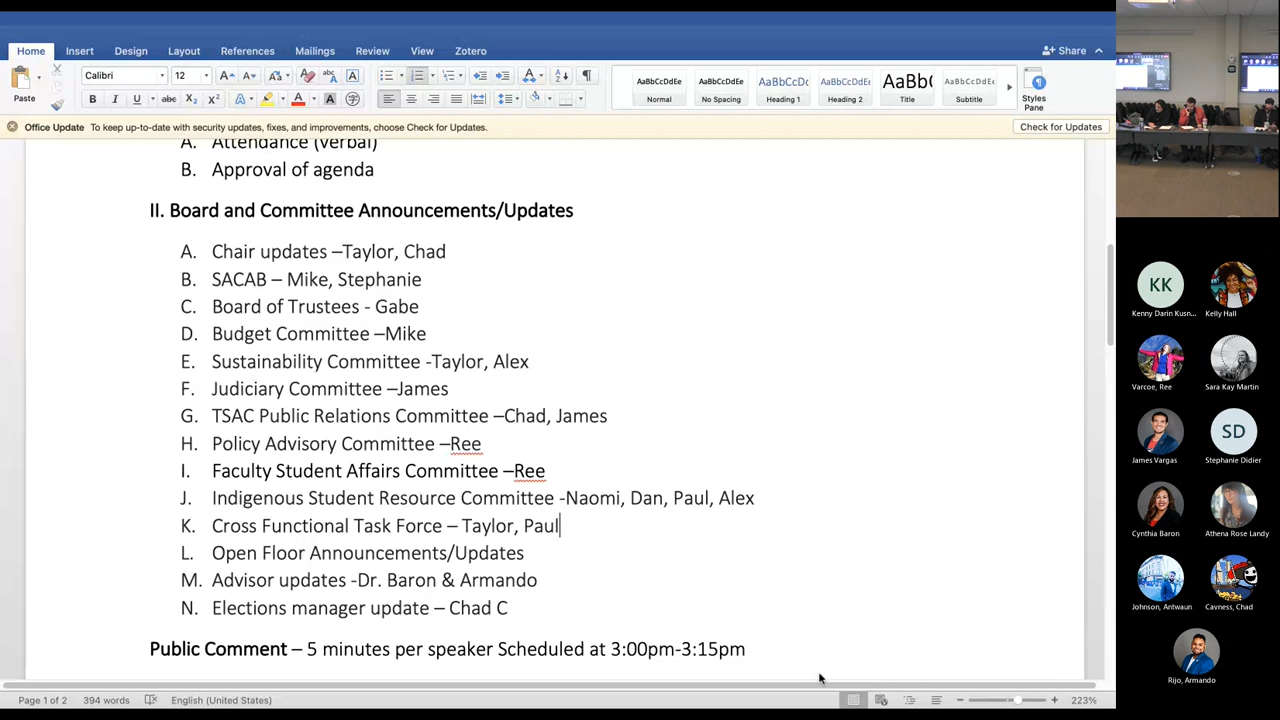 Home Insert Design Layout References Mailings Review View Zotero Share
Paste Calibri 12 AaBbCcDdEe Normal AaBbCcDdEe No Spacing AaBbCcDc Heading 1 AaBbCcDdEe Heading 2 AaBb( Title AaBbCcDdEe Subtitle Styles Pane
Office Update To keep up-to-date with security updates, fixes, and improvements, choose Check for Updates. Check for Updates
A. Attendance (verbal)
B. Approval of agenda
II. Board and Committee Announcements/Updates
A. Chair updates –Taylor, Chad
B. SACAB – Mike, Stephanie
C. Board of Trustees - Gabe
D. Budget Committee –Mike
E. Sustainability Committee -Taylor, Alex
F. Judiciary Committee –James
G. TSAC Public Relations Committee –Chad, James
H. Policy Advisory Committee –Ree
I. Faculty Student Affairs Committee –Ree
J. Indigenous Student Resource Committee -Naomi, Dan, Paul, Alex
K. Cross Functional Task Force – Taylor, Paul
L. Open Floor Announcements/Updates
M. Advisor updates -Dr. Baron & Armando
N. Elections manager update – Chad C
Public Comment – 5 minutes per speaker Scheduled at 3:00pm-3:15pm
Page 1 of 2 394 words English (United States) 223%
KK
Kenny Darin Kusn... Kelly Hall
Varcoe, Ree Sara Kay Martin
SD
James Vargas Stephanie Didier
Cynthia Baron Athena Rose Landy
Johnson, Antwaun Cavness, Chad
Rijo, Armando